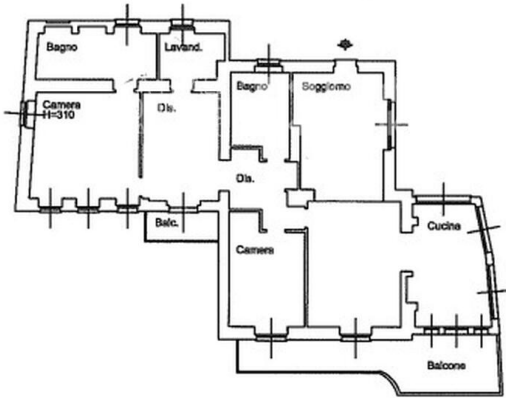 Bagno
Lavand.
Bagno
Soggiorno
Camera
H=310
Dis.
Dis.
Balc.
Camera
Cucina
Balcone